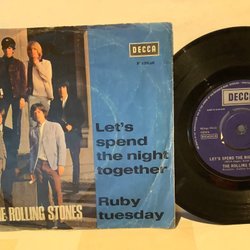 DECCA
Let's
spend
the night
together
Ruby
tuesday
THE ROLLING STONES
DECCA
LET'S SPEND THE NIGHT
THE ROLLING